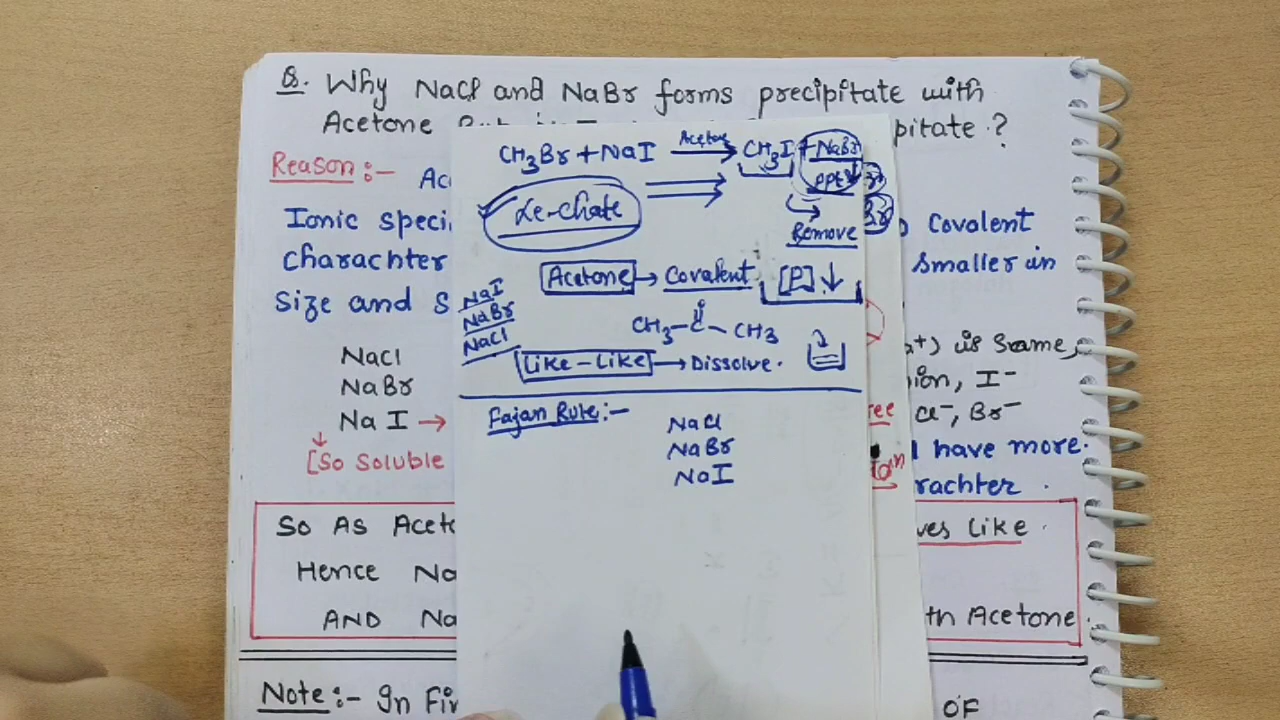 Q. Why NaCl and NaBr forms precipitate with
Acetone But pitate ?
Reason :-
Ionic speci Covalent
Charachter Smaller in
Size and S
NaCl
NaBr
NaI →
↓
[So Soluble
a⁺) is Same,
ion, I⁻
Cl⁻, Br⁻
have more.
rachter .
So As Aceto ves Like .
Hence Na
AND Na th Acetone.
Note :- In Fir OF
CH₃Br + NaI Acetone → CH₃I + NaBr
ppt↓
Le-chate
Remove
Acetone → Covalent [P] ↓
NaI
NaBr
NaCl
CH₃-C-CH₃
Like-Like → Dissolve.
Fajan Rule :-
NaCl
NaBr
NaI